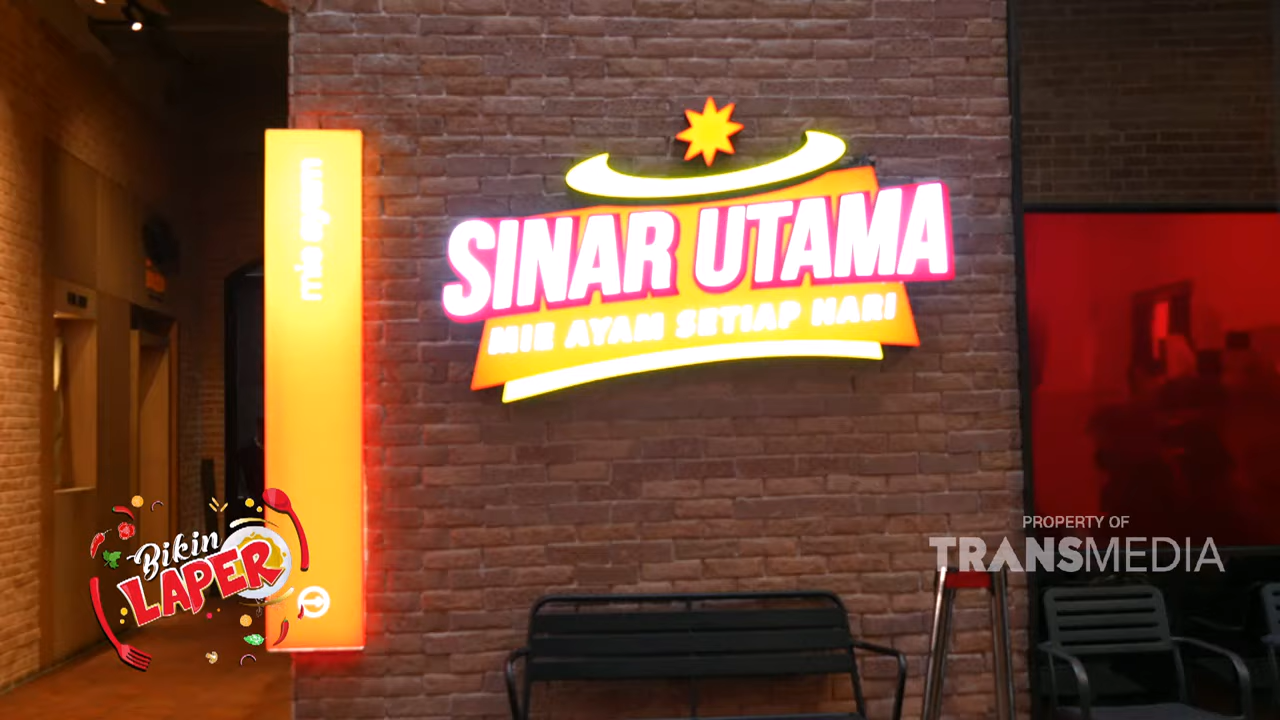 mie ayam
SINAR UTAMA
MIE AYAM SETIAP HARI
Bikin
LAPER
PROPERTY OF
TRANSMEDIA